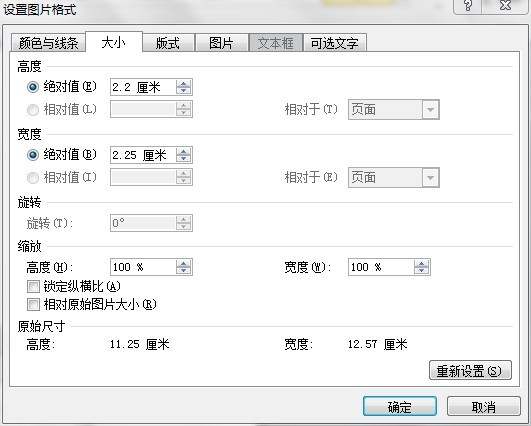 设置图片格式
颜色与线条 大小 版式 图片 文本框 可选文字
高度
绝对值(E) 2.2 厘米
相对值(L) 相对于(T) 页面
宽度
绝对值(B) 2.25 厘米
相对值(I) 相对于(E) 页面
旋转
旋转(T): 0°
缩放
高度(H): 100 % 宽度(W): 100 %
锁定纵横比(A)
相对原始图片大小(R)
原始尺寸
高度: 11.25 厘米 宽度: 12.57 厘米
重新设置(S)
确定 取消